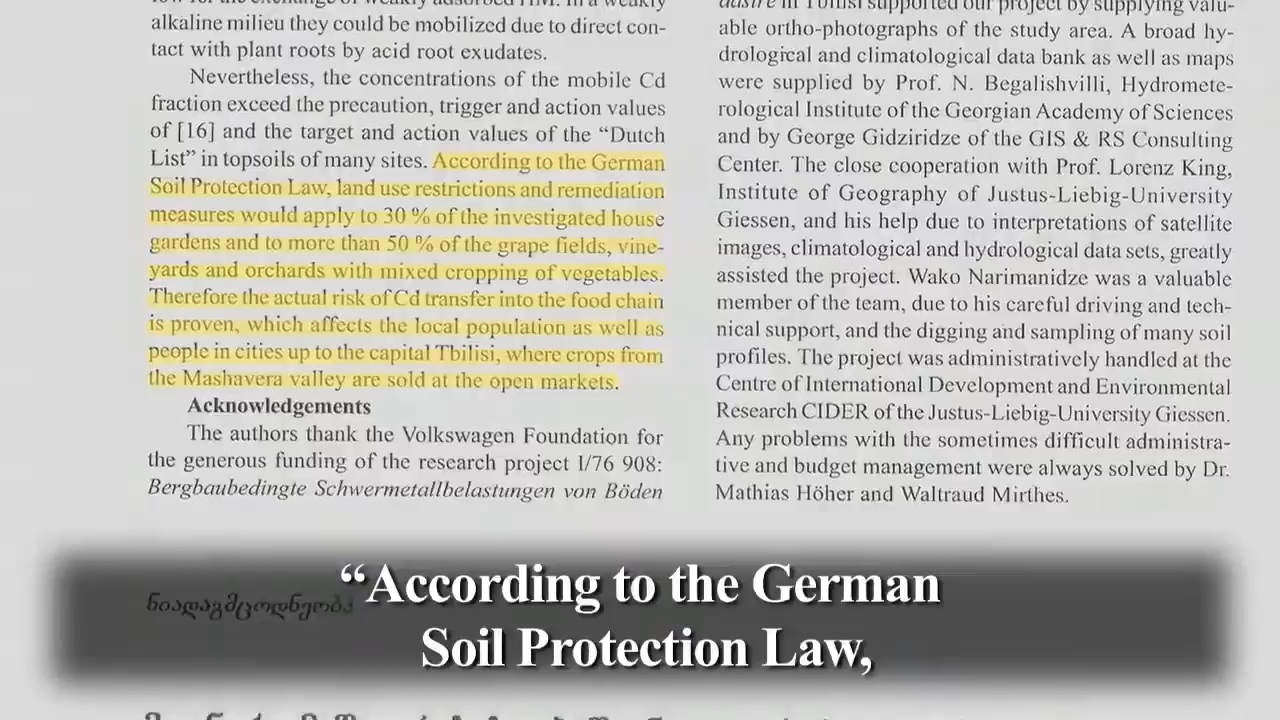 alkaline milieu they could be mobilized due to direct con-
tact with plant roots by acid root exudates.
Nevertheless, the concentrations of the mobile Cd
fraction exceed the precaution, trigger and action values
of [16] and the target and action values of the “Dutch
List” in topsoils of many sites. According to the German
Soil Protection Law, land use restrictions and remediation
measures would apply to 30 % of the investigated house
gardens and to more than 50 % of the grape fields, vine-
yards and orchards with mixed cropping of vegetables.
Therefore the actual risk of Cd transfer into the food chain
is proven, which affects the local population as well as
people in cities up to the capital Tbilisi, where crops from
the Mashavera valley are sold at the open markets.
Acknowledgements
The authors thank the Volkswagen Foundation for
the generous funding of the research project I/76 908:
Bergbaubedingte Schwermetallbelastungen von Böden
in Tbilisi supported our project by supplying valu-
able ortho-photographs of the study area. A broad hy-
drological and climatological data bank as well as maps
were supplied by Prof. N. Begalishvilli, Hydromete-
rological Institute of the Georgian Academy of Sciences
and by George Gidziridze of the GIS & RS Consulting
Center. The close cooperation with Prof. Lorenz King,
Institute of Geography of Justus-Liebig-University
Giessen, and his help due to interpretations of satellite
images, climatological and hydrological data sets, greatly
assisted the project. Wako Narimanidze was a valuable
member of the team, due to his careful driving and tech-
nical support, and the digging and sampling of many soil
profiles. The project was administratively handled at the
Centre of International Development and Environmental
Research CIDER of the Justus-Liebig-University Giessen.
Any problems with the sometimes difficult administra-
tive and budget management were always solved by Dr.
Mathias Höher and Waltraud Mirthes.
ნიადაგმცოდნეობა
“According to the German
Soil Protection Law,